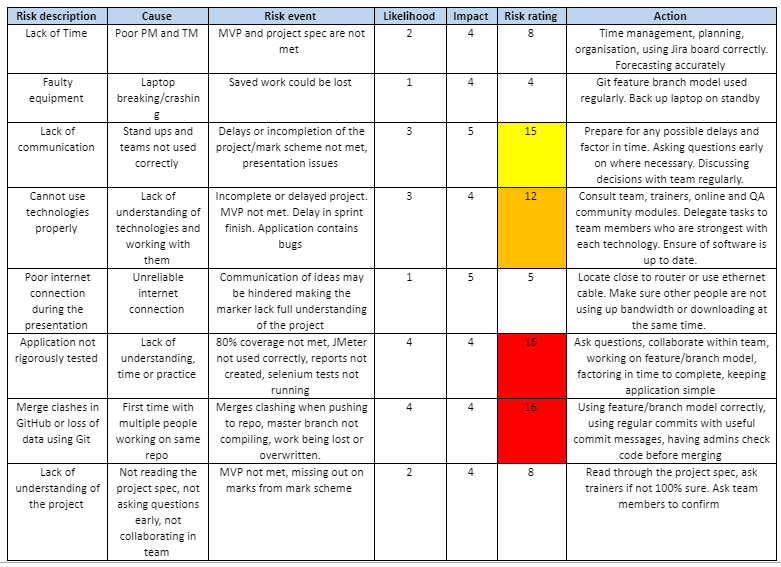 Risk description Cause Risk event Likelihood Impact Risk rating Action
Lack of Time Poor PM and TM MVP and project spec are not 2 4 8 Time management, planning,
met organisation, using Jira board correctly.
Forecasting accurately
Faulty Laptop Saved work could be lost 1 4 4 Git feature branch model used
equipment breaking/crashin regularly. Back up laptop on standby
g
Lack of Stand ups and Delays or incompletion of the 3 5 15 Prepare for any possible delays and
communication teams not used project/mark scheme not met, factor in time. Asking questions early
correctly presentation issues on where necessary. Discussing
decisions with team regularly.
Cannot use Lack of Incomplete or delayed project. 3 4 12 Consult team, trainers, online and QA
technologies understanding of MVP not met. Delay in sprint community modules. Delegate tasks to
properly technologies and finish. Application contains team members who are strongest with
working with bugs each technology. Ensure of software is
them up to date.
Poor internet Unreliable Communication of ideas may 1 5 5 Locate close to router or use ethernet
connection internet be hindered making the cable. Make sure other people are not
during the connection marker lack full understanding using up bandwidth or downloading at
presentation of the project the same time.
Application not Lack of 80% coverage not met, JMeter 4 4 16 Ask questions, collaborate within team,
rigorously tested understanding, not used correctly, reports not working on feature/branch model,
time or practice created, selenium tests not factoring in time to complete, keeping
running application simple
Merge clashes in First time with Merges clashing when pushing 4 4 16 Using feature/branch model correctly,
GitHub or loss of multiple people to repo, master branch not using regular commits with useful
data using Git working on same compiling, work being lost or commit messages, having admins check
repo overwritten. code before merging
Lack of Not reading the MVP not met, missing out on 2 4 8 Read through the project spec, ask
understanding of project spec, not marks from mark scheme trainers if not 100% sure. Ask team
the project asking questions members to confirm
early, not
collaborating in
team